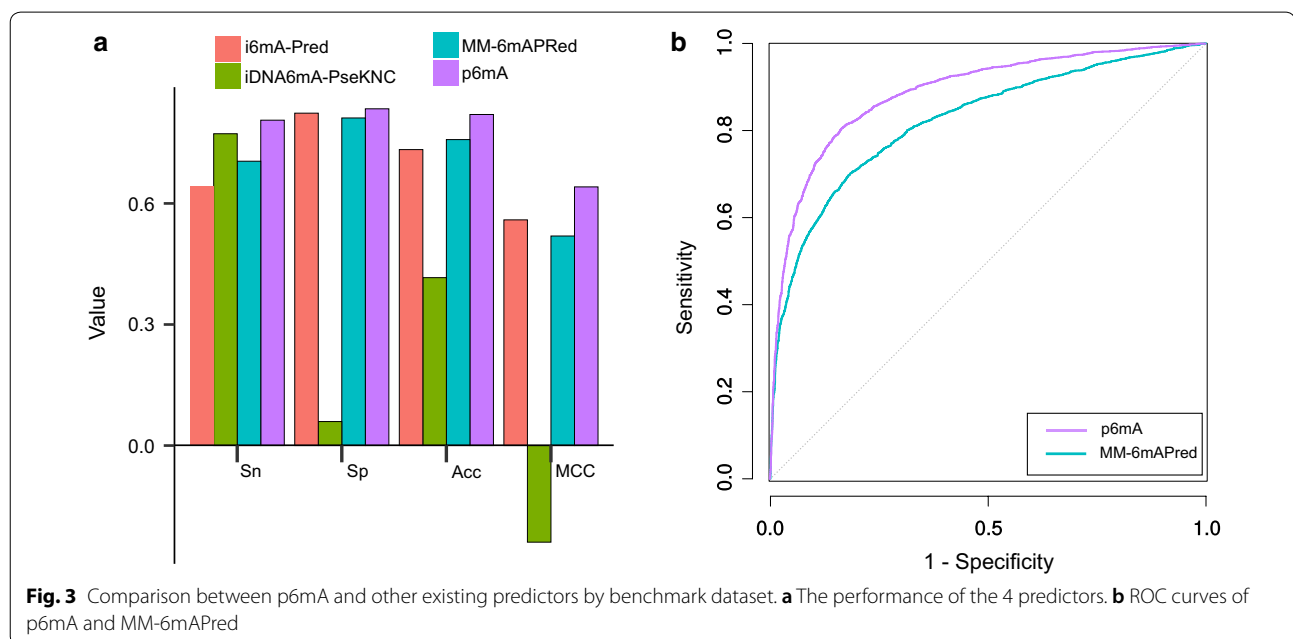 a
i6mA-Pred
MM-6mAPRed
iDNA6mA-PseKNC
p6mA
Value
0.6
0.3
0.0
Sn
Sp
Acc
MCC
b
Sensitivity
1.0
0.8
0.6
0.4
0.2
0.0
p6mA
MM-6mAPred
0.0
0.5
1.0
1 - Specificity
Fig. 3 Comparison between p6mA and other existing predictors by benchmark dataset. a The performance of the 4 predictors. b ROC curves of
p6mA and MM-6mAPred